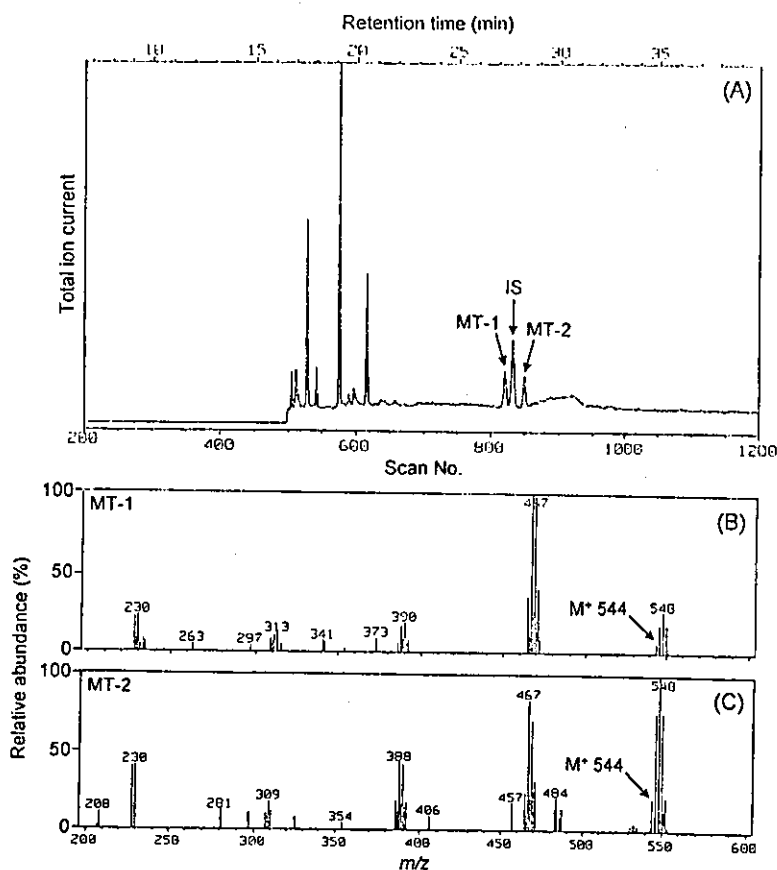 Retention time (min)
10 15 20 25 30 35
(A)
Total ion current
IS
MT-1
MT-2
200 400 600 800 1000 1200
Scan No.
100
MT-1
(B)
50
0
230
263
297
313
341
373
390
M⁺ 544
548
Relative abundance (%)
100
MT-2
(C)
50
0
208
230
281
309
354
388
406
457
467
484
M⁺ 544
200 250 300 350 400 450 500 550 600
m/z